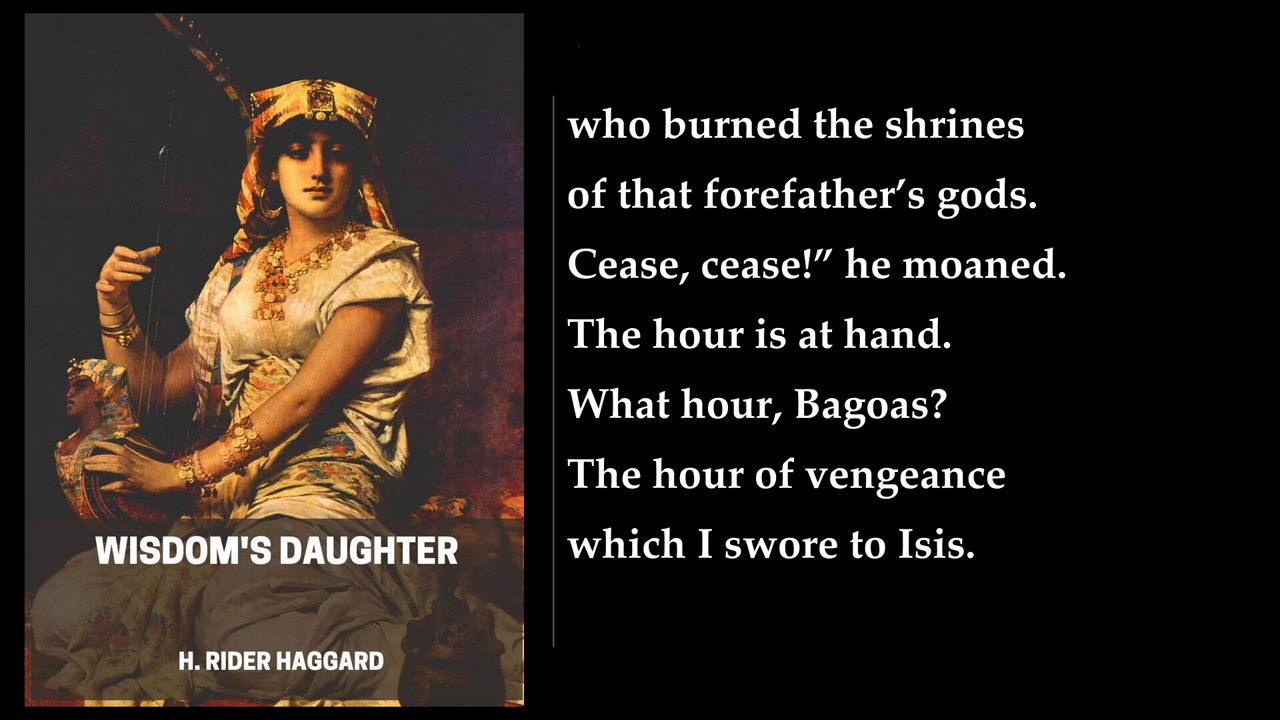 WISDOM'S DAUGHTER
H. RIDER HAGGARD
who burned the shrines
of that forefather’s gods.
Cease, cease!” he moaned.
The hour is at hand.
What hour, Bagoas?
The hour of vengeance
which I swore to Isis.